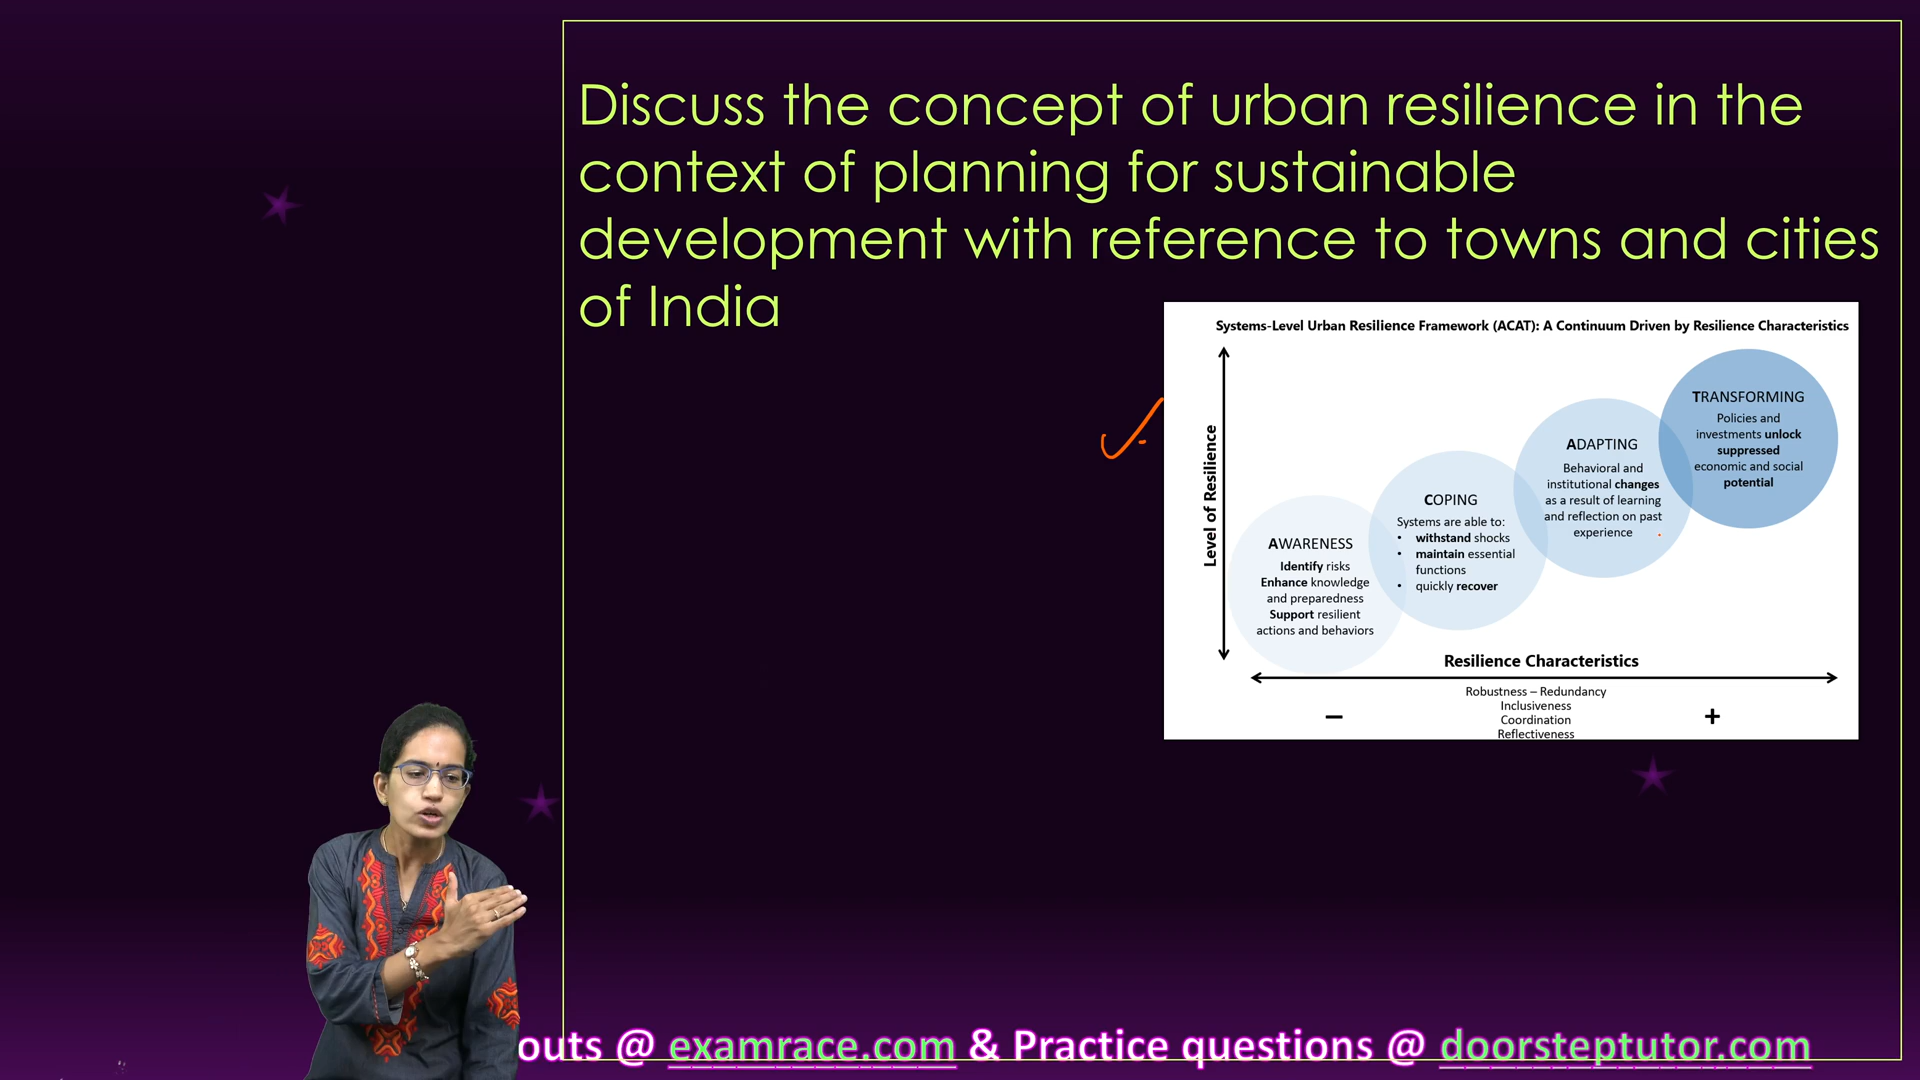 Discuss the concept of urban resilience in the
context of planning for sustainable
development with reference to towns and cities
of India
Systems-Level Urban Resilience Framework (ACAT): A Continuum Driven by Resilience Characteristics
Level of Resilience
AWARENESS
Identify risks
Enhance knowledge
and preparedness
Support resilient
actions and behaviors
COPING
Systems are able to:
• withstand shocks
• maintain essential
functions
• quickly recover
ADAPTING
Behavioral and
institutional changes
as a result of learning
and reflection on past
experience
TRANSFORMING
Policies and
investments unlock
suppressed
economic and social
potential
Resilience Characteristics
Robustness – Redundancy
Inclusiveness
Coordination
Reflectiveness
– +
outs @ examrace.com & Practice questions @ doorsteptutor.com